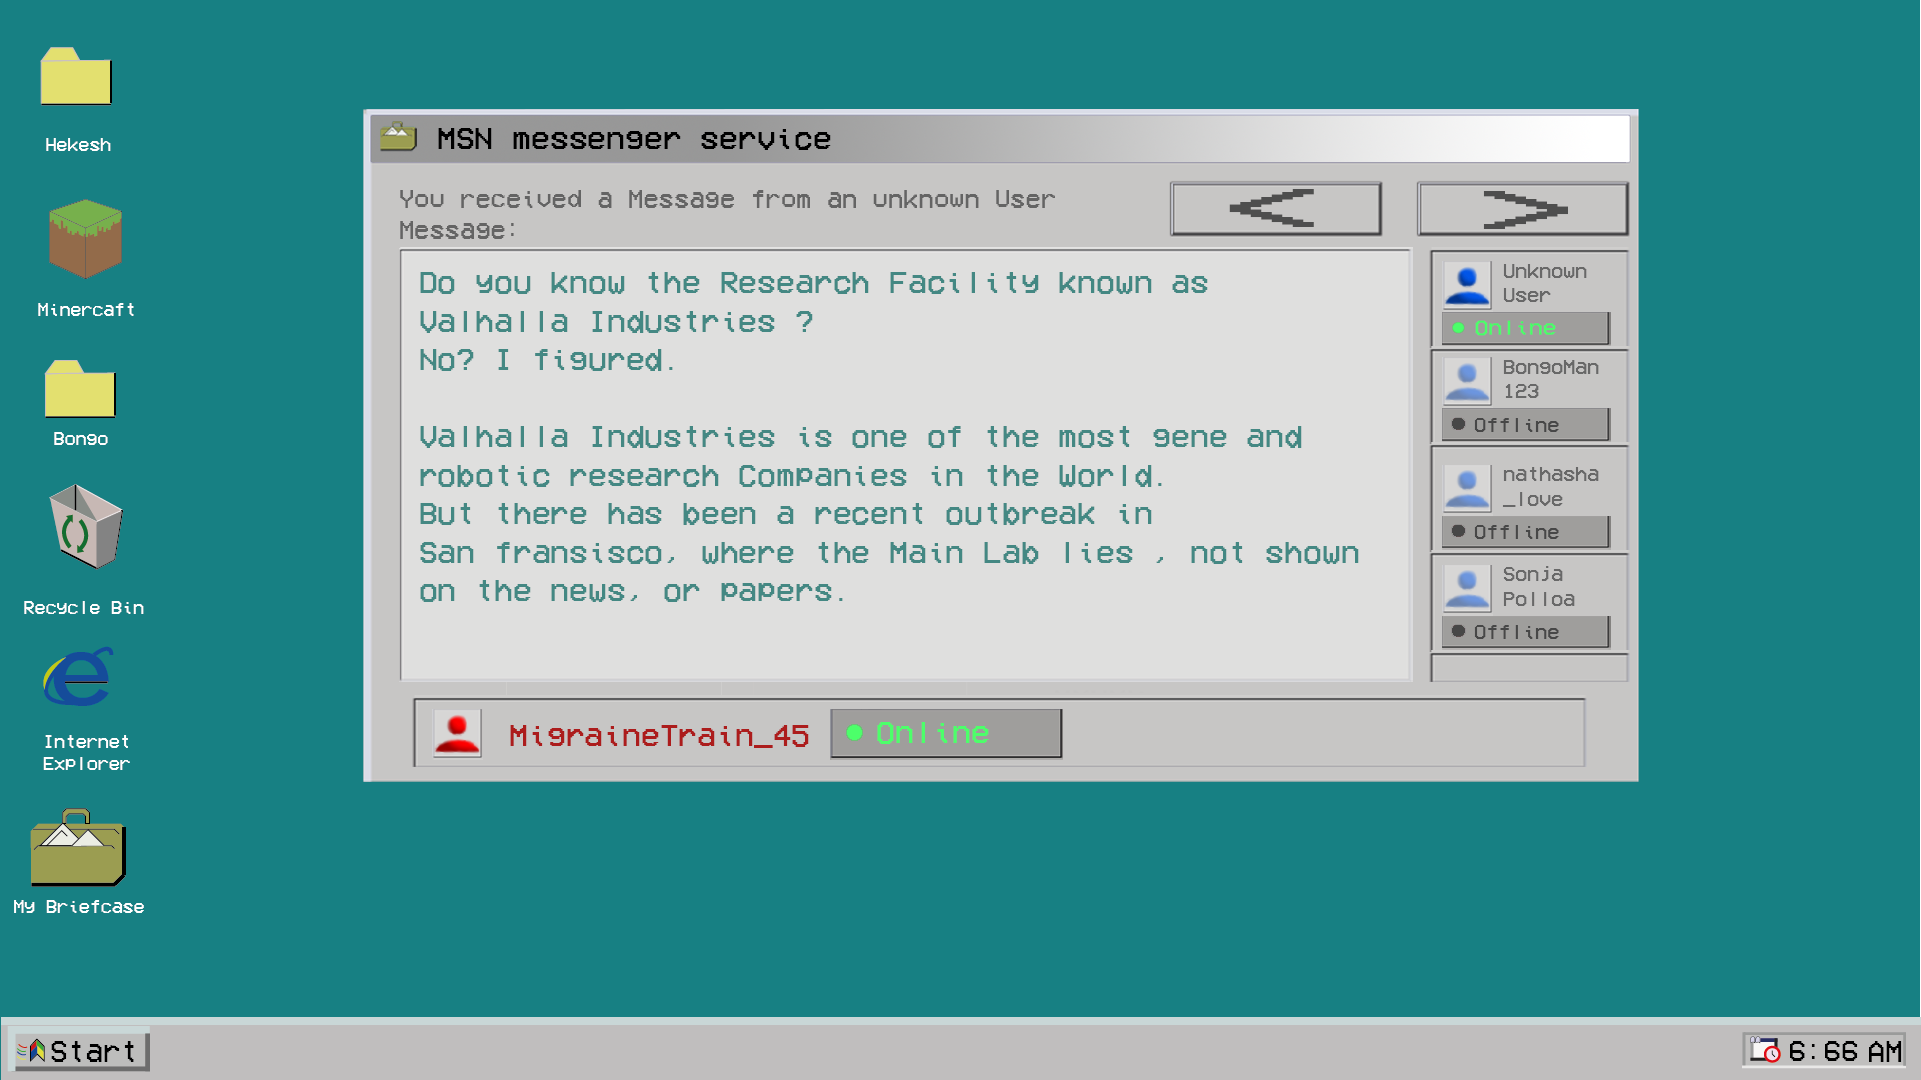 Hekesh
Minercaft
Bongo
Recycle Bin
Internet
Explorer
My Briefcase
MSN messenger service
You received a Message from an unknown User
Message:
<
>
Do you know the Research Facility known as
Valhalla Industries ?
No? I figured.
Valhalla Industries is one of the most gene and
robotic research Companies in the World.
But there has been a recent outbreak in
San fransisco, where the Main Lab lies , not shown
on the news, or papers.
Unknown
User
Online
BongoMan
123
Offline
nathasha
_love
Offline
Sonja
Polloa
Offline
MigraineTrain_45
Online
Start
6:66 AM